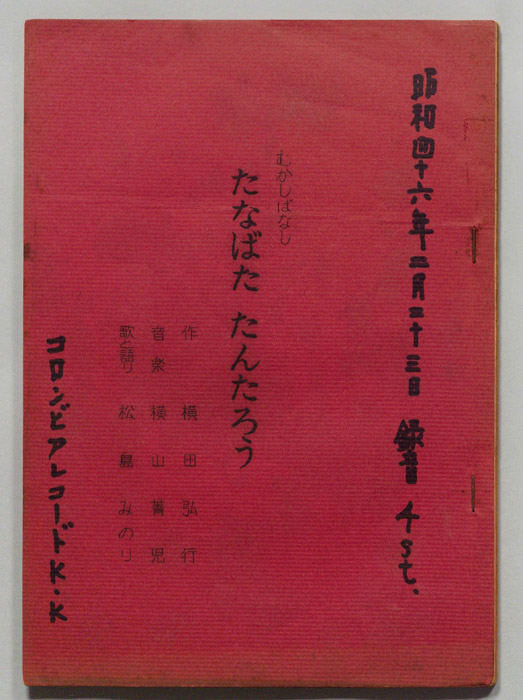 昭和四十六年二月二十三日 録音 4st、
むかしばなし
たなばた たんたろう
作 横田弘行
音楽 横山菁児
歌と語り 松島みのり
コロンビアレコードK.K